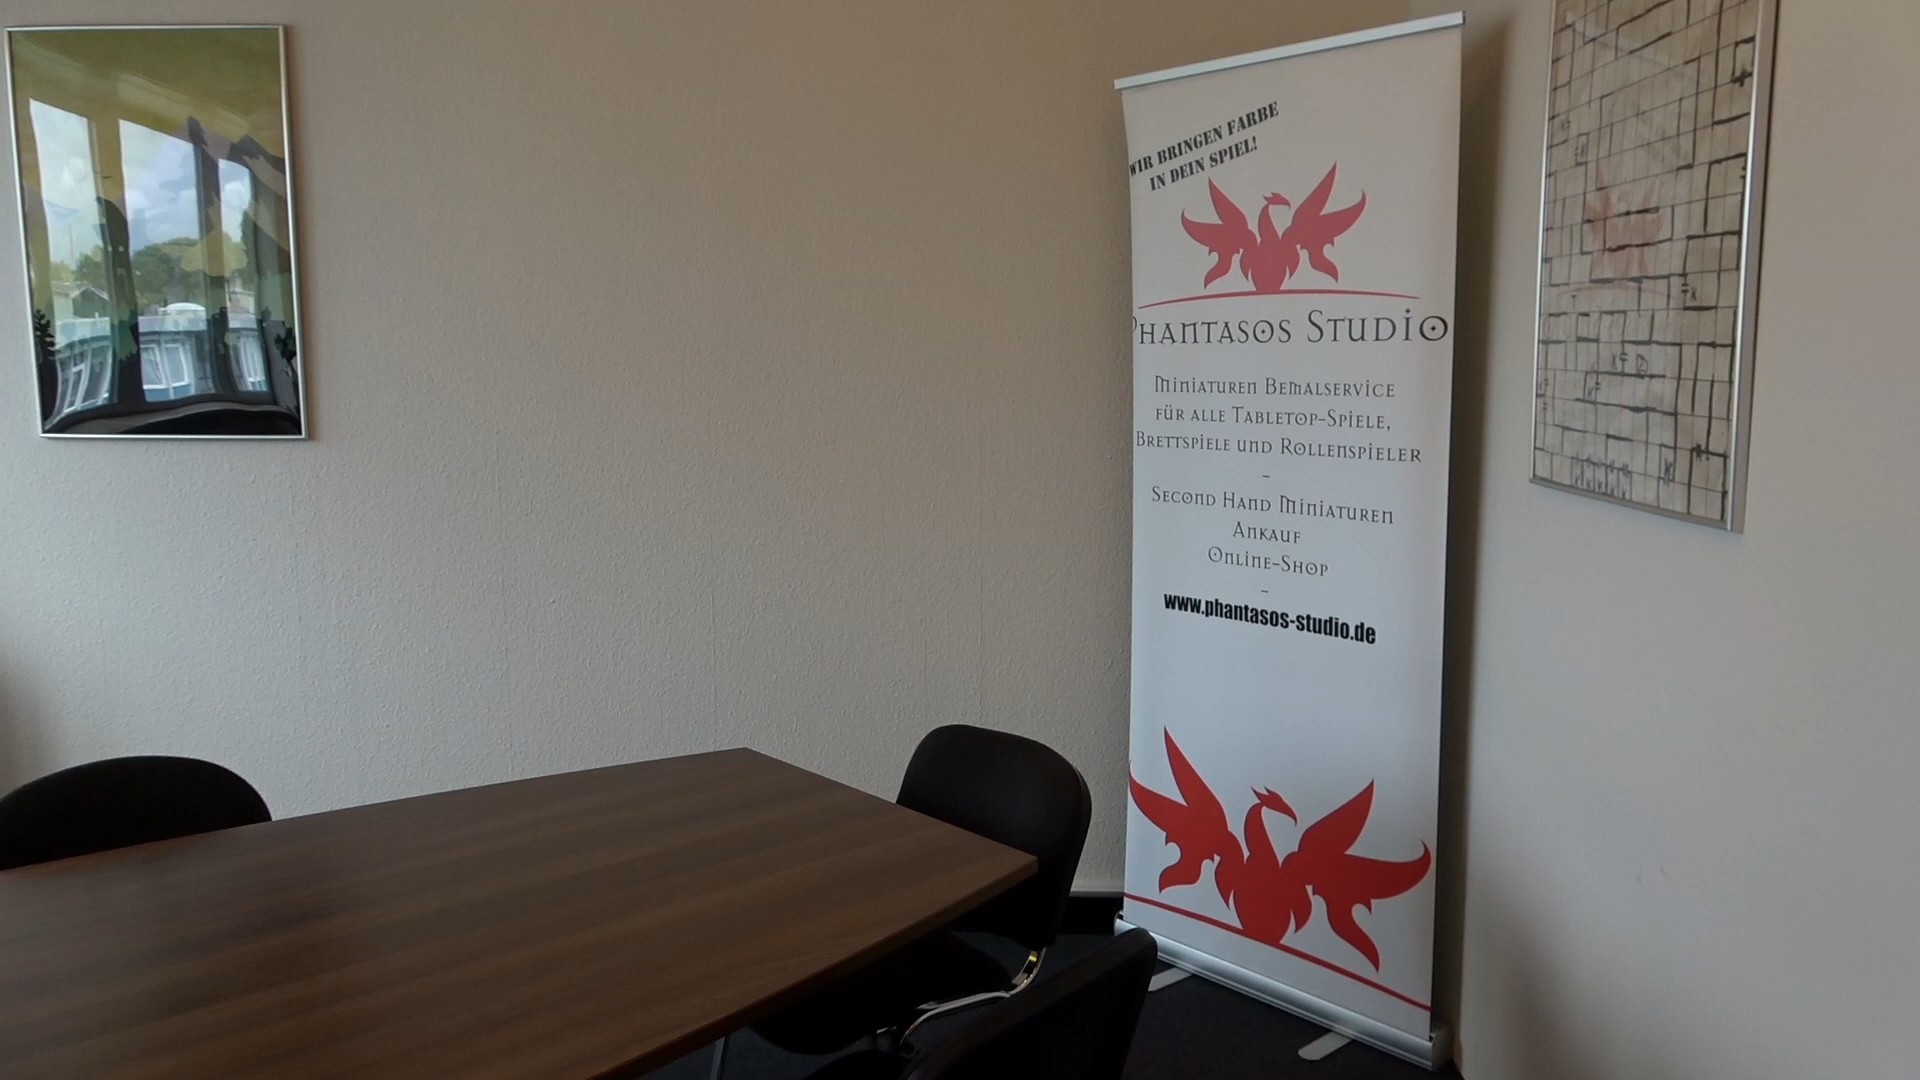 WIR BRINGEN FARBE
IN DEIN SPIEL!
Phantasos Studio
Miniaturen Bemalservice
für alle Tabletop-Spiele,
Brettspiele und Rollenspieler
-
Second Hand Miniaturen
Ankauf
Online-Shop
-
www.phantasos-studio.de